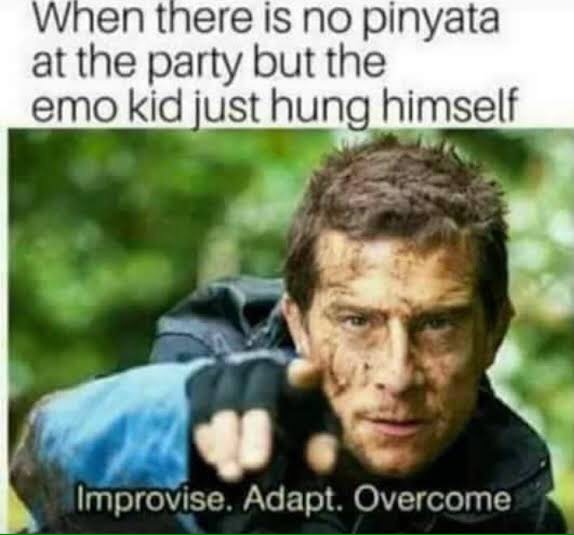 When there is no pinyata
at the party but the
emo kid just hung himself
Improvise. Adapt. Overcome